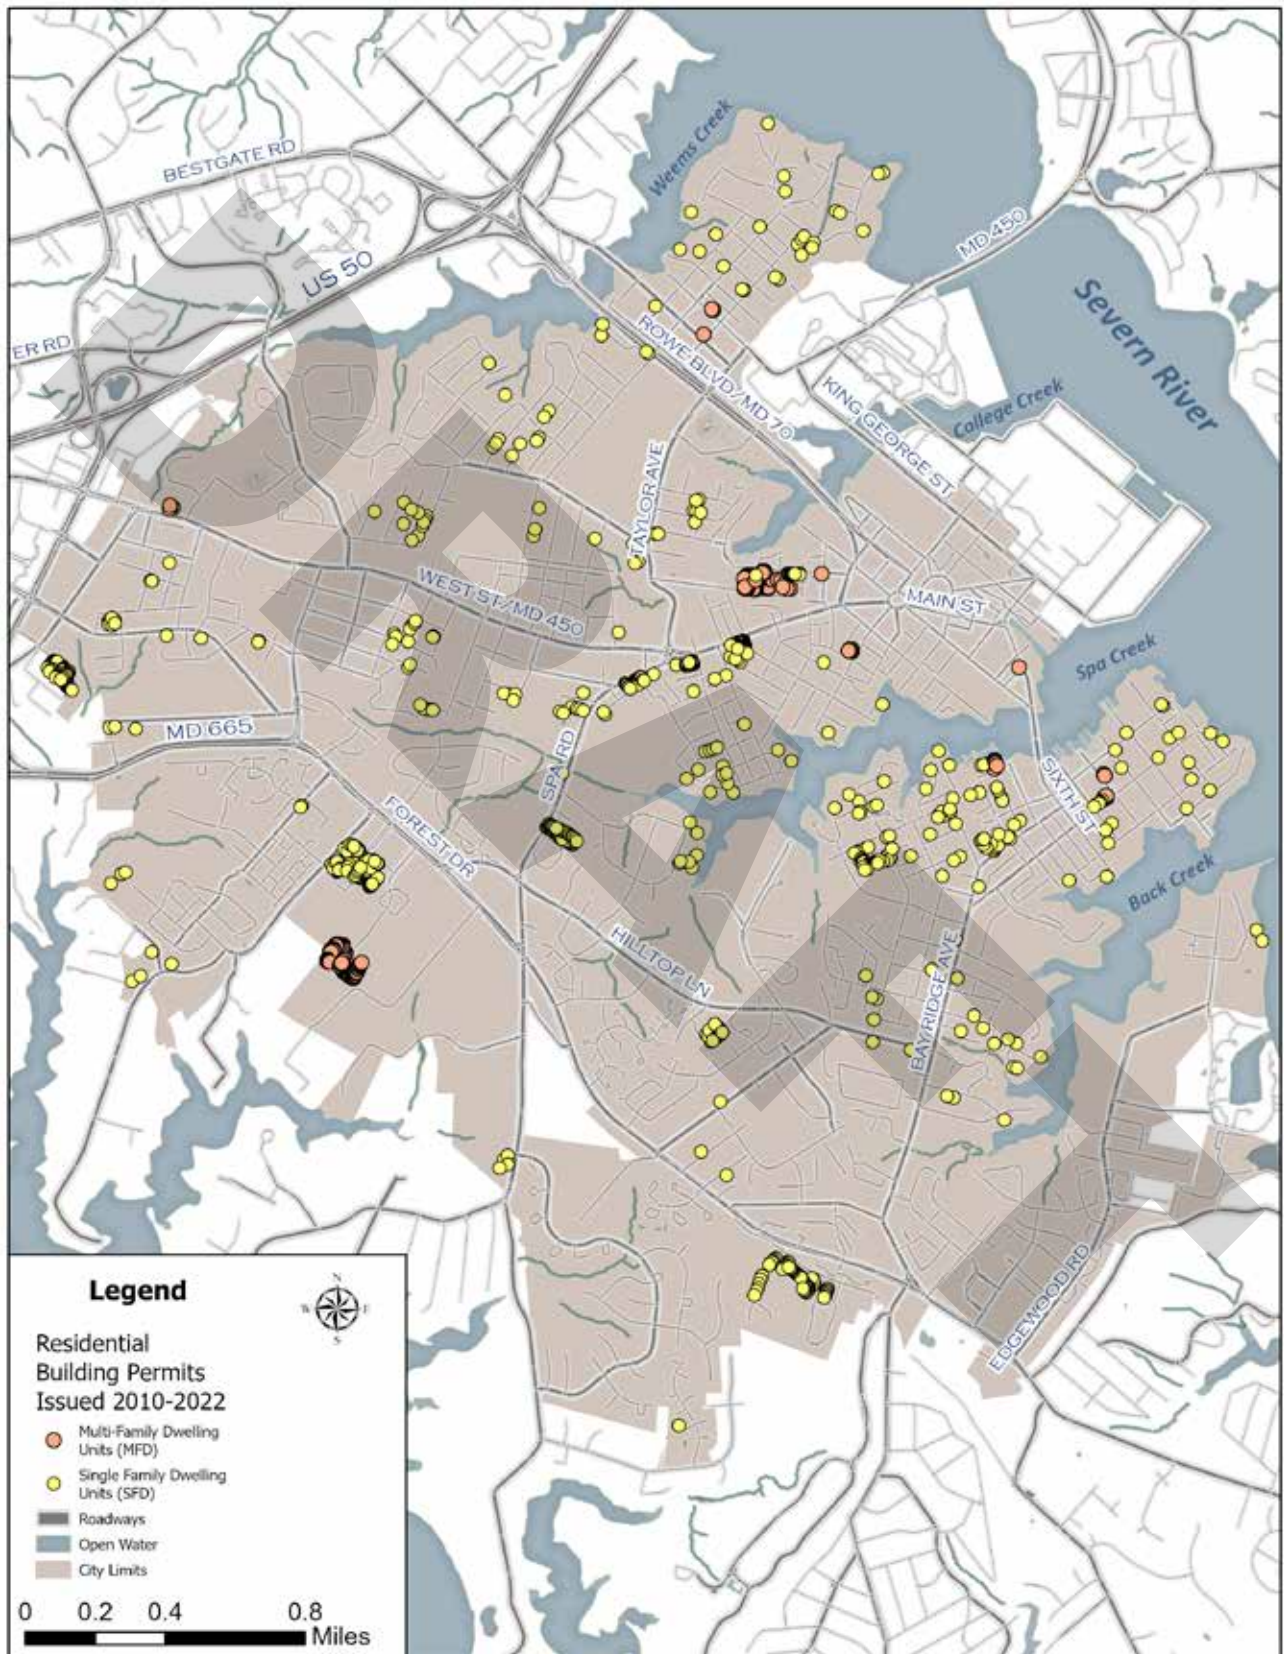 Weems Creek
BESTGATE RD
MD 450
US 50
Severn River
ER RD
ROWE BLVD / MD 70
KING GEORGE ST
College Creek
TAYLOR AVE
WEST ST / MD 450
MAIN ST
Spa Creek
MD 665
SPA RD
SIXTH ST
FOREST DR
Back Creek
HILLTOP LN
BAY RIDGE AVE
EDGEWOOD RD
DRAFT
Legend
N
W E
S
Residential
Building Permits
Issued 2010-2022
Multi-Family Dwelling
Units (MFD)
Single Family Dwelling
Units (SFD)
Roadways
Open Water
City Limits
0 0.2 0.4 0.8
Miles